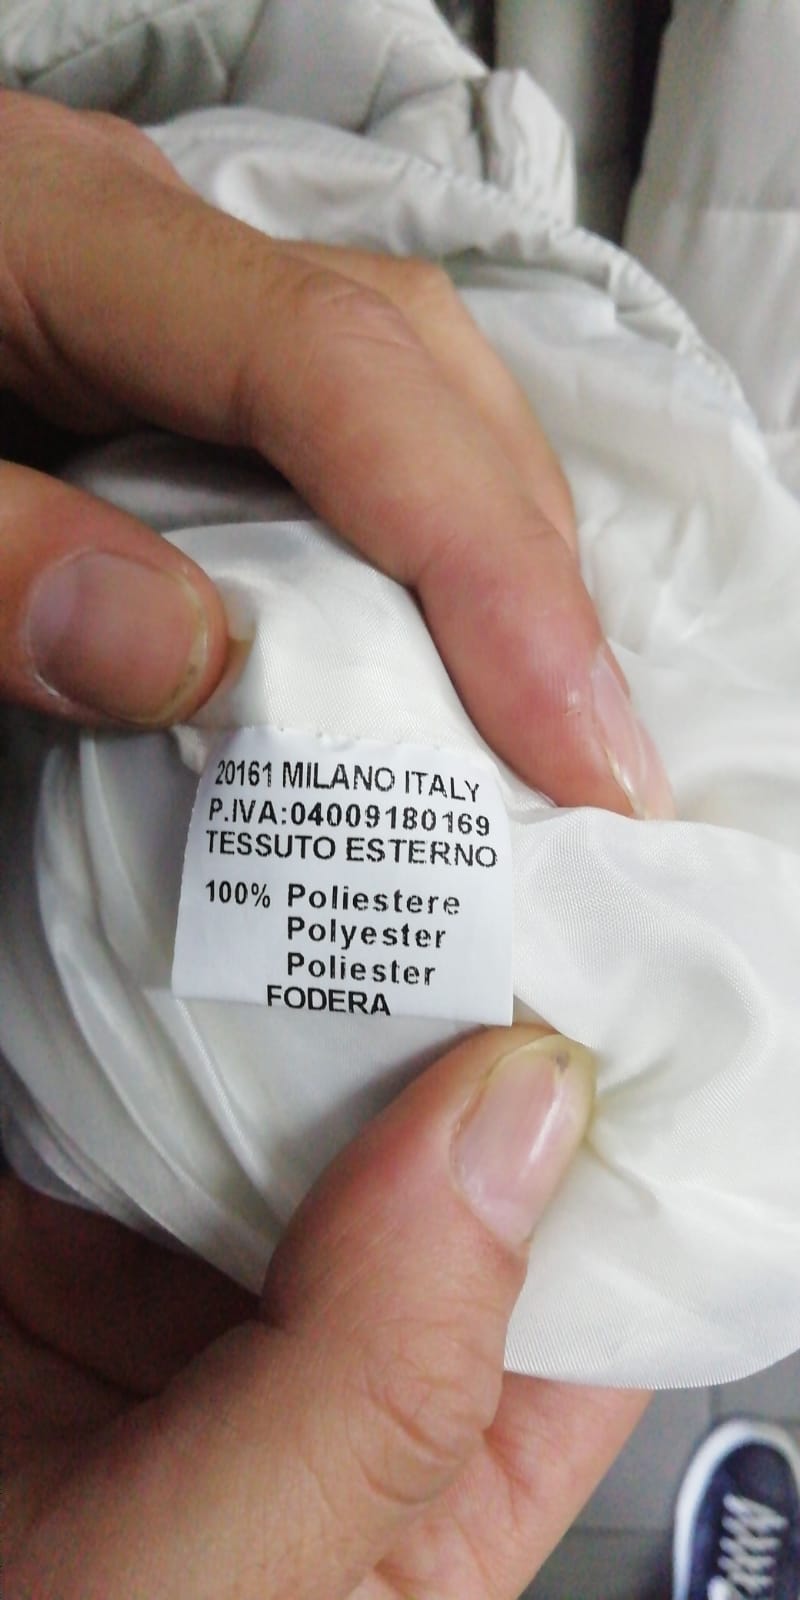 20161 MILANO ITALY
P.IVA:04009180169
TESSUTO ESTERNO
100% Poliestere
Polyester
Poliester
FODERA